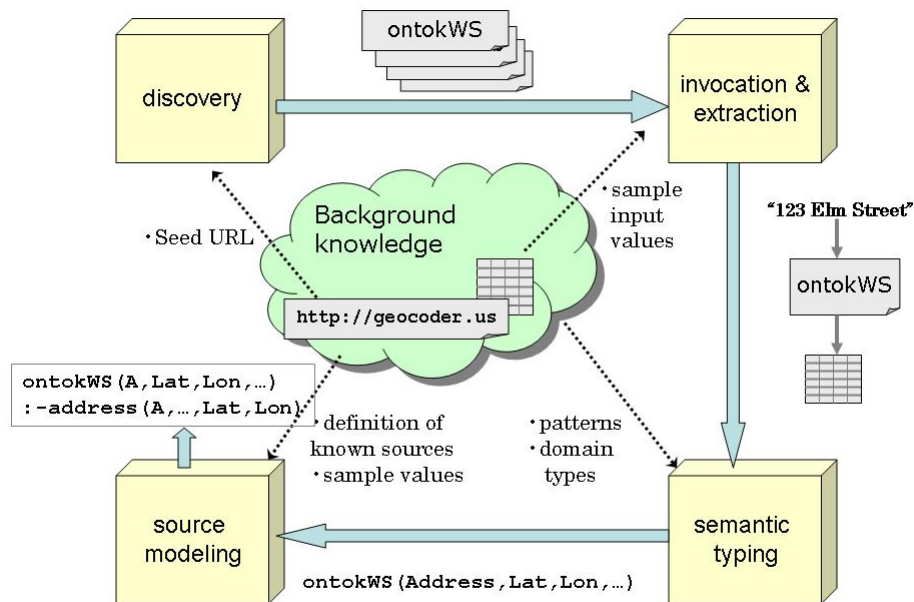 ontokWS
discovery
invocation &
extraction
Background
knowledge
·Seed URL
·sample
input
values
"123 Elm Street"
ontokWS
http://geocoder.us
ontokWS(A,Lat,Lon,…)
:-address(A,…,Lat,Lon)
·definition of
known sources
·sample values
·patterns
·domain
types
source
modeling
semantic
typing
ontokWS(Address,Lat,Lon,…)